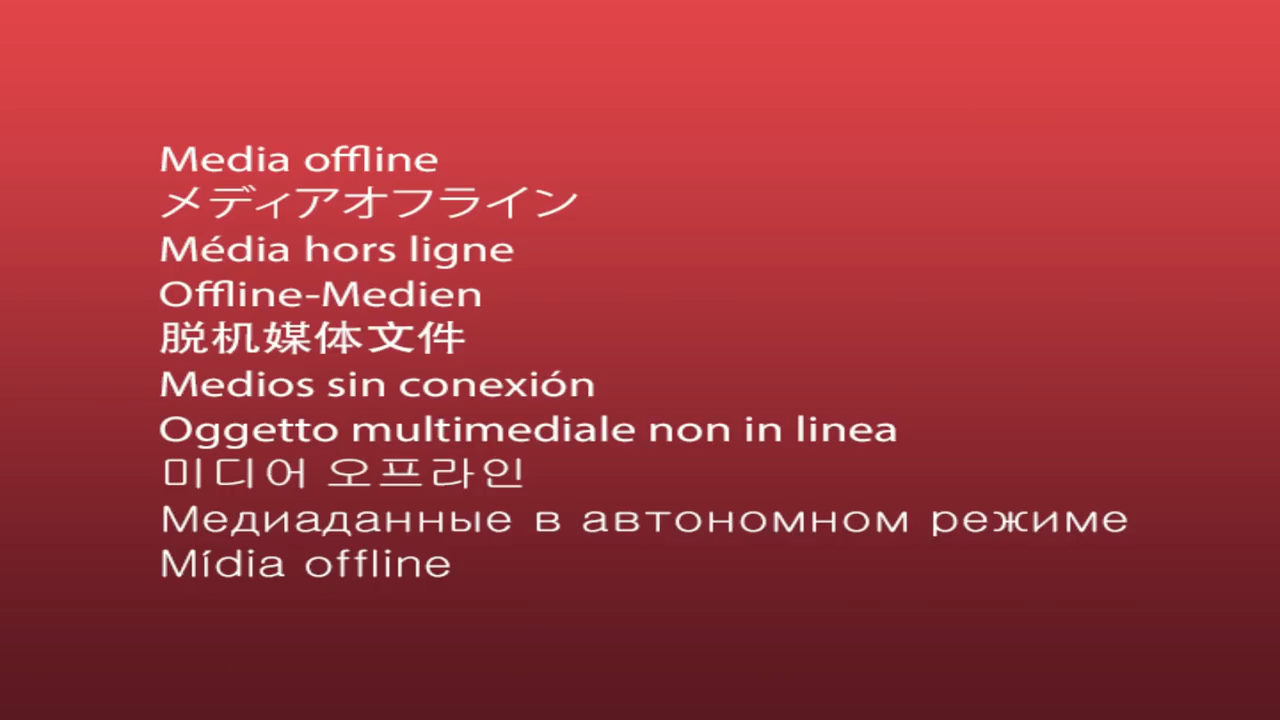 Media offline
メディアオフライン
Média hors ligne
Offline-Medien
脱机媒体文件
Medios sin conexión
Oggetto multimediale non in linea
미디어 오프라인
Медиаданные в автономном режиме
Mídia offline